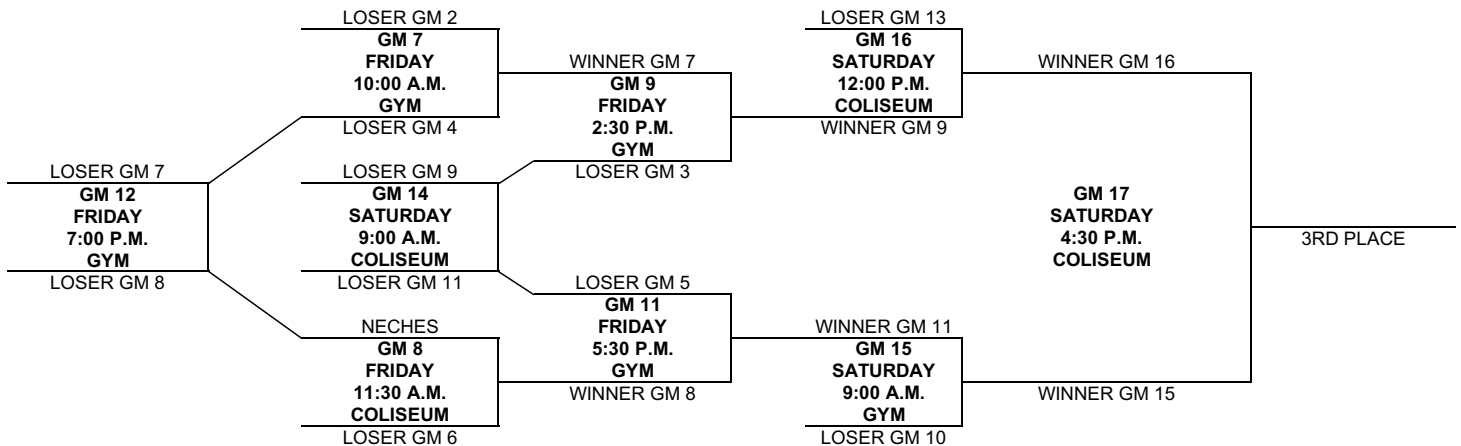 LOSER GM 2
GM 7
FRIDAY
10:00 A.M.
GYM
LOSER GM 4
LOSER GM 7
GM 12
FRIDAY
7:00 P.M.
GYM
LOSER GM 8
LOSER GM 9
GM 14
SATURDAY
9:00 A.M.
COLISEUM
LOSER GM 11
NECHES
GM 8
FRIDAY
11:30 A.M.
COLISEUM
LOSER GM 6
WINNER GM 7
GM 9
FRIDAY
2:30 P.M.
GYM
LOSER GM 3
LOSER GM 5
GM 11
FRIDAY
5:30 P.M.
GYM
WINNER GM 8
LOSER GM 13
GM 16
SATURDAY
12:00 P.M.
COLISEUM
WINNER GM 9
WINNER GM 11
GM 15
SATURDAY
9:00 A.M.
GYM
LOSER GM 10
WINNER GM 16
GM 17
SATURDAY
4:30 P.M.
COLISEUM
WINNER GM 15
3RD PLACE